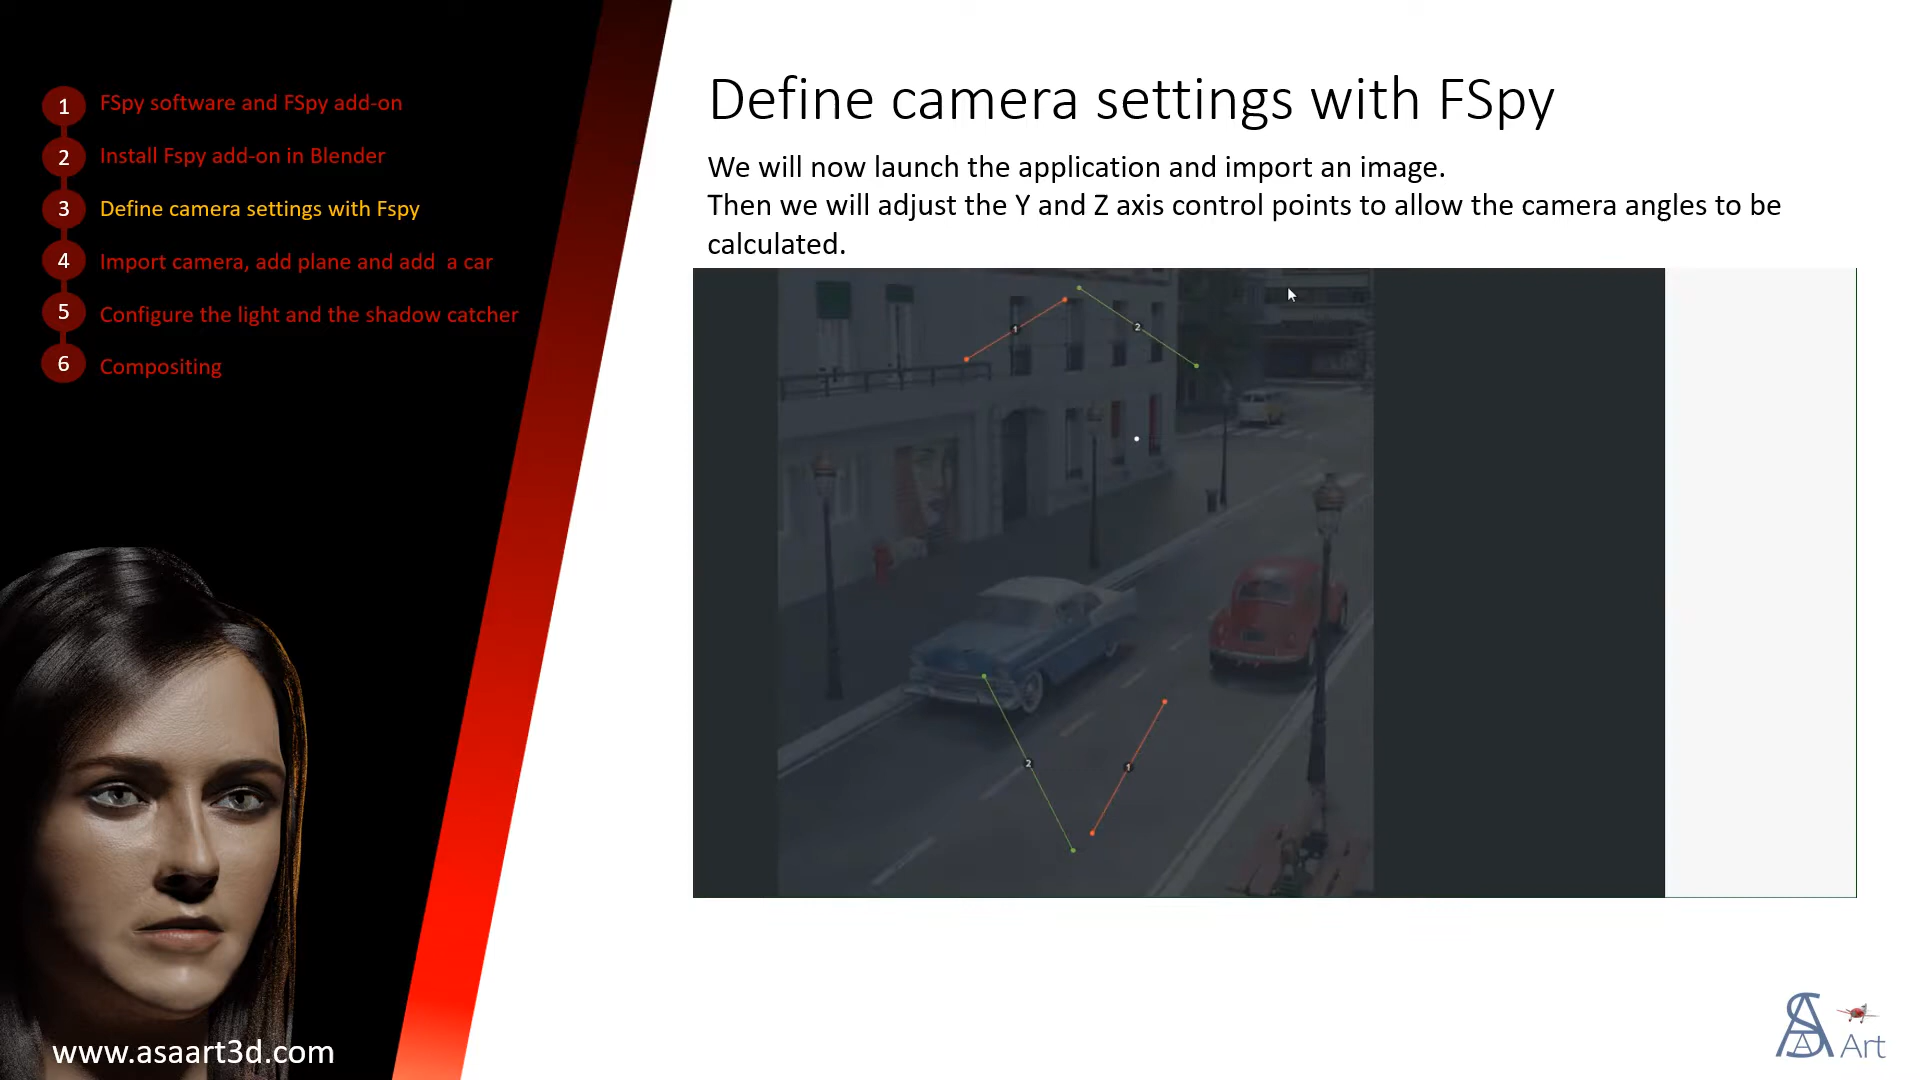 1 FSpy software and FSpy add-on
2 Install Fspy add-on in Blender
3 Define camera settings with Fspy
4 Import camera, add plane and add  a car
5 Configure the light and the shadow catcher
6 Compositing
www.asaart3d.com
Define camera settings with FSpy
We will now launch the application and import an image.
Then we will adjust the Y and Z axis control points to allow the camera angles to be
calculated.
1
2
2
1
ASA Art